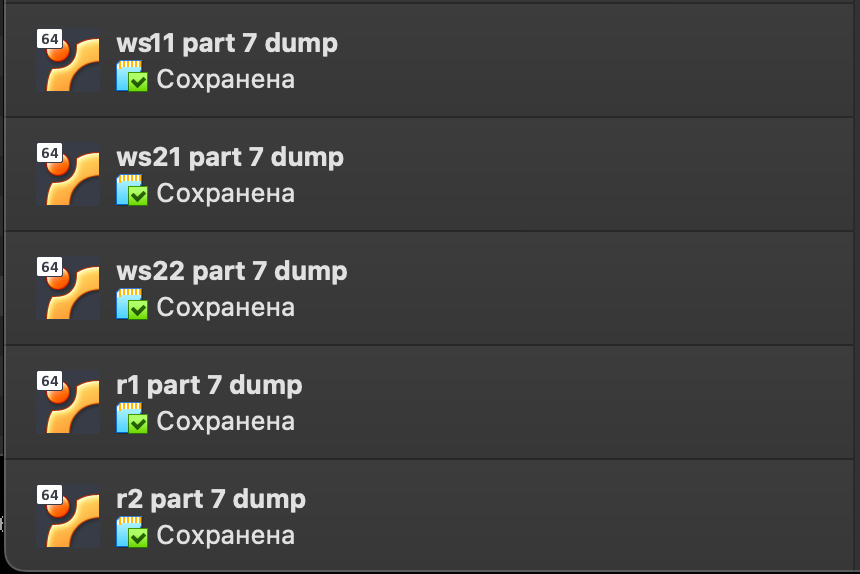 64
ws11 part 7 dump
Сохранена
64
ws21 part 7 dump
Сохранена
64
ws22 part 7 dump
Сохранена
64
r1 part 7 dump
Сохранена
64
r2 part 7 dump
Сохранена